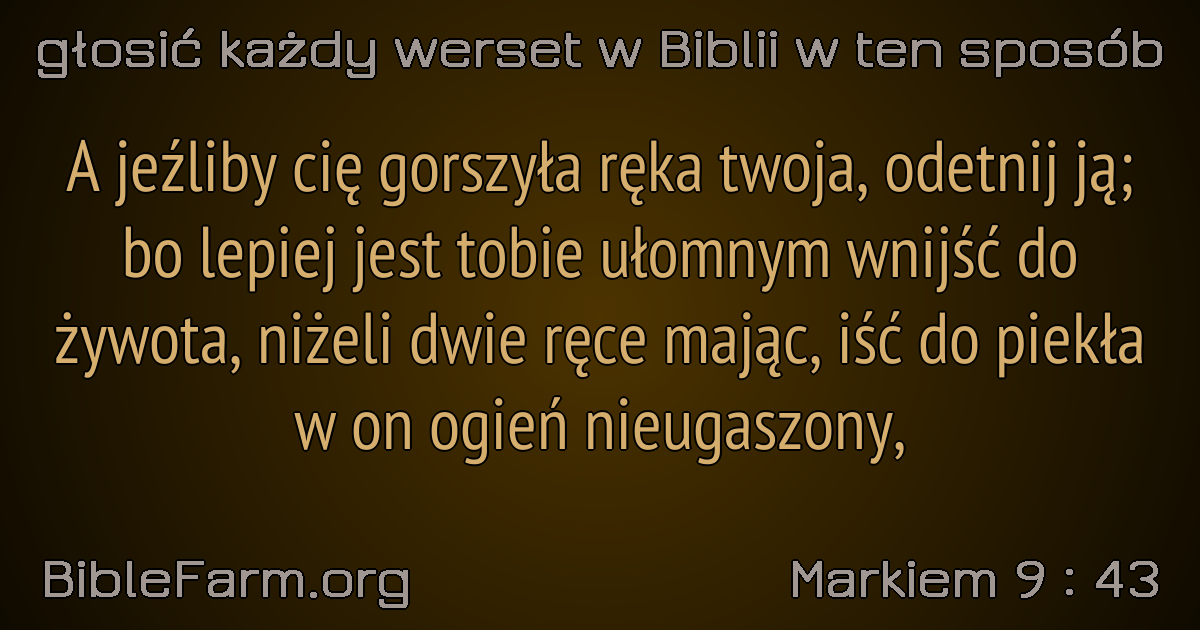 głosić każdy werset w Biblii w ten sposób
A jeźliby cię gorszyła ręka twoja, odetnij ją;
bo lepiej jest tobie ułomnym wnijść do
żywota, niżeli dwie ręce mając, iść do piekła
w on ogień nieugaszony,
BibleFarm.org
Markiem 9 : 43